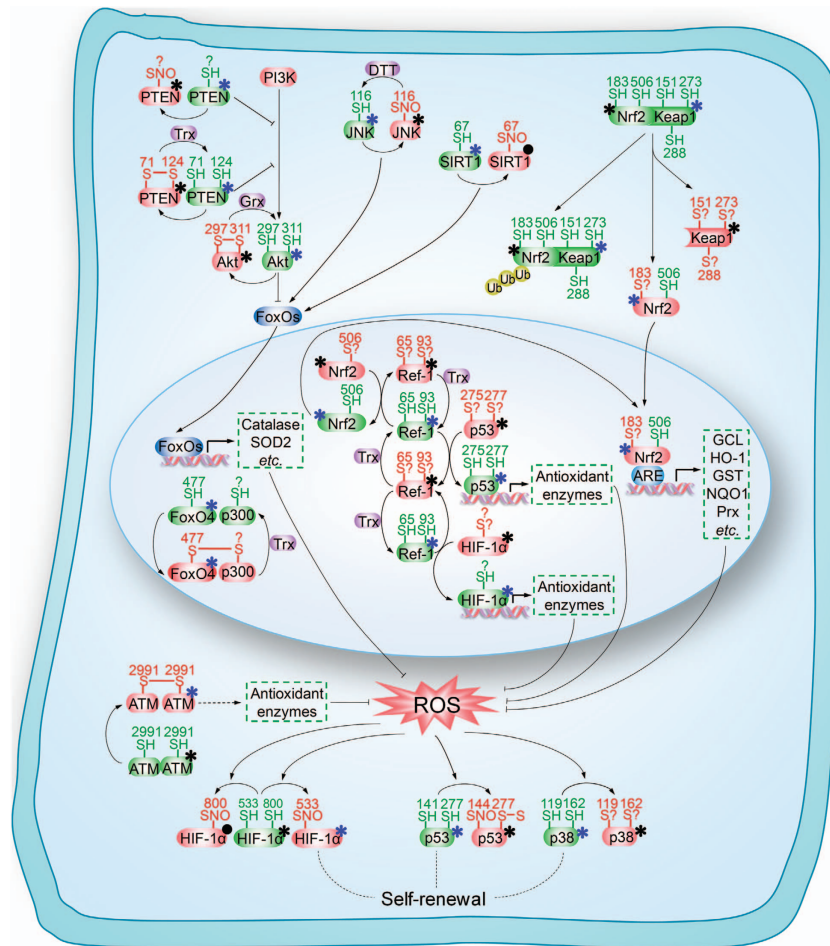 ? ?
SNO SH
PTEN* PTEN*
PI3K
Trx
71 124 71 124
S S SH SH
PTEN* PTEN*
Grx
297 311 297 311
S S SH SH
Akt* Akt*
FoxOs
DTT
116 116
SH SNO
JNK* JNK*
67 67
SH SNO
SIRT1* SIRT1●
183 506 151 273
SH SH SH SH
*Nrf2 Keap1*
SH
288
183 506 151 273
SH SH SH SH
*Nrf2 Keap1*
Ub Ub Ub
SH
288
151 273
S? S?
Keap1*
S?
288
183 506
S? SH
*Nrf2
506
S?
*Nrf2
506
SH
*Nrf2
65 93
S? S?
Ref-1*
Trx
65 93
SH SH
Ref-1*
275 277
S? S?
p53*
Trx
65 93
S? S?
Ref-1*
275 277
SH SH
p53*
Antioxidant
enzymes
Trx
65 93
SH SH
Ref-1*
?
S?
HIF-1α*
?
SH
HIF-1α*
Antioxidant
enzymes
183 506
S? SH
*Nrf2
ARE
GCL
HO-1
GST
NQO1
Prx
etc.
FoxOs
Catalase
SOD2
etc.
477 ?
SH SH
FoxO4* p300
Trx
477 ?
S S
FoxO4* p300
2991 2991
S S
ATM ATM*
Antioxidant
enzymes
2991 2991
SH SH
ATM ATM*
ROS
800 533 800 533
SNO SH SH SNO
HIF-1α● HIF-1α* HIF-1α*
141 277 144 277
SH SH SNO S-S
p53* p53*
119 162 119 162
SH SH S? S?
p38* p38*
Self-renewal